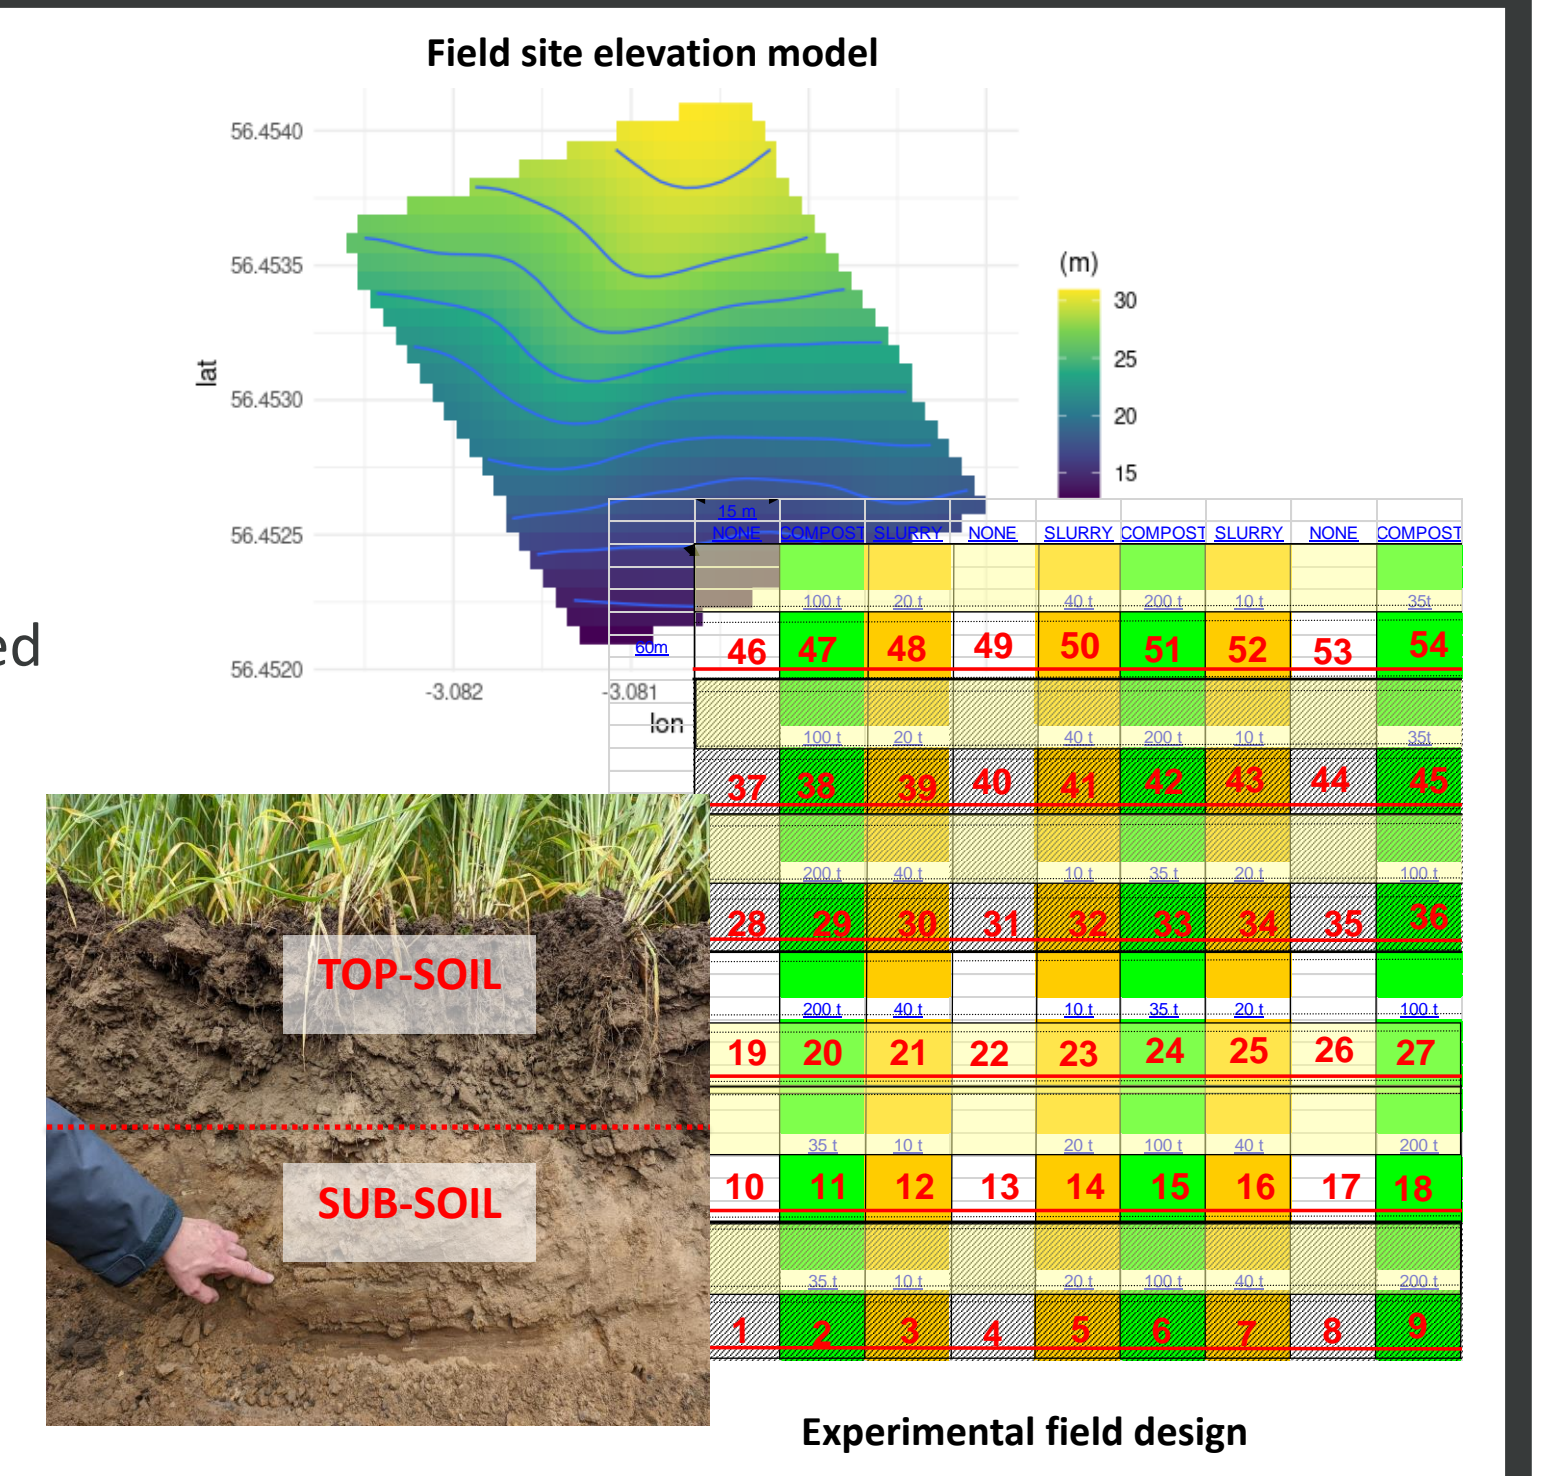 Field site elevation model
56.4540
56.4535
56.4530
56.4525
56.4520
lat
-3.082
-3.081
lon
(m)
30
25
20
15
ed
15 m
NONE COMPOST SLURRY NONE SLURRY COMPOST SLURRY NONE COMPOST
100 t 20 t 40 t 200 t 10 t 35t
60m
46 47 48 49 50 51 52 53 54
100 t 20 t 40 t 200 t 10 t 35t
37 38 39 40 41 42 43 44 45
200 t 40 t 10 t 35 t 20 t 100 t
28 29 30 31 32 33 34 35 36
200 t 40 t 10 t 35 t 20 t 100 t
19 20 21 22 23 24 25 26 27
35 t 10 t 20 t 100 t 40 t 200 t
10 11 12 13 14 15 16 17 18
35 t 10 t 20 t 100 t 40 t 200 t
1 2 3 4 5 6 7 8 9
TOP-SOIL
SUB-SOIL
Experimental field design